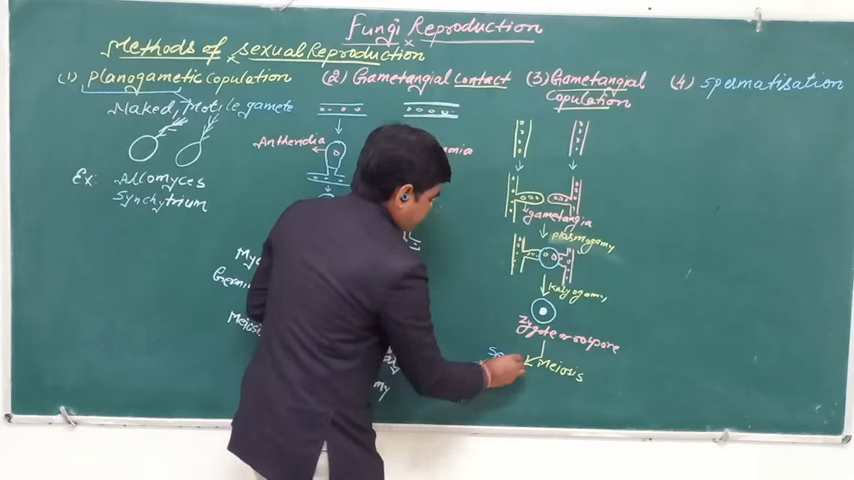 Fungi Reproduction
Methods of sexual Reproduction
(1) planogametic copulation
Naked, Motile gamete
Ex: Allomyces
Synchytrium
(2) Gametangial Contact
Antheridia
(3) Gametangial
Copulation
gamatangia
plasmogamy
karyogamy
Zygote or oospore
Meiosis
(4) spermatisation